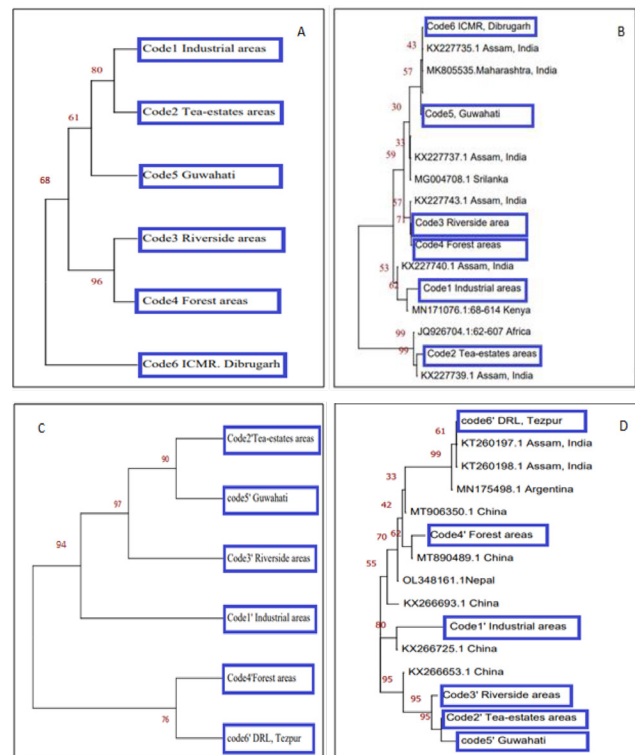 A
Code1 Industrial areas
80
Code2 Tea-estates areas
61
Code5 Guwahati
68
Code3 Riverside areas
96
Code4 Forest areas
Code6 ICMR. Dibrugarh
B
Code6 ICMR, Dibrugarh
43
KX227735.1 Assam, India
57
MK805535.Maharashtra, India
30
Code5, Guwahati
33
59
KX227737.1 Assam, India
MG004708.1 Srilanka
57
KX227743.1 Assam, India
71
Code3 Riverside area
Code4 Forest areas
53
KX227740.1 Assam, India
62
Code1 Industrial areas
MN171076.1:68-614 Kenya
99
JQ926704.1:62-607 Africa
99
Code2 Tea-estates areas
KX227739.1 Assam, India
C
Code2'Tea-estates areas
90
code5' Guwahati
97
Code3' Riverside areas
94
Code1' Industrial areas
Code4'Forest areas
76
code6' DRL, Tezpur
D
code6' DRL, Tezpur
61
KT260197.1 Assam, India
99
KT260198.1 Assam, India
33
MN175498.1 Argentina
42
MT906350.1 China
62
70
Code4' Forest areas
MT890489.1 China
55
OL348161.1Nepal
KX266693.1 China
80
Code1' Industrial areas
KX266725.1 China
KX266653.1 China
95
95
Code3' Riverside areas
95
Code2' Tea-estates areas
code5' Guwahati